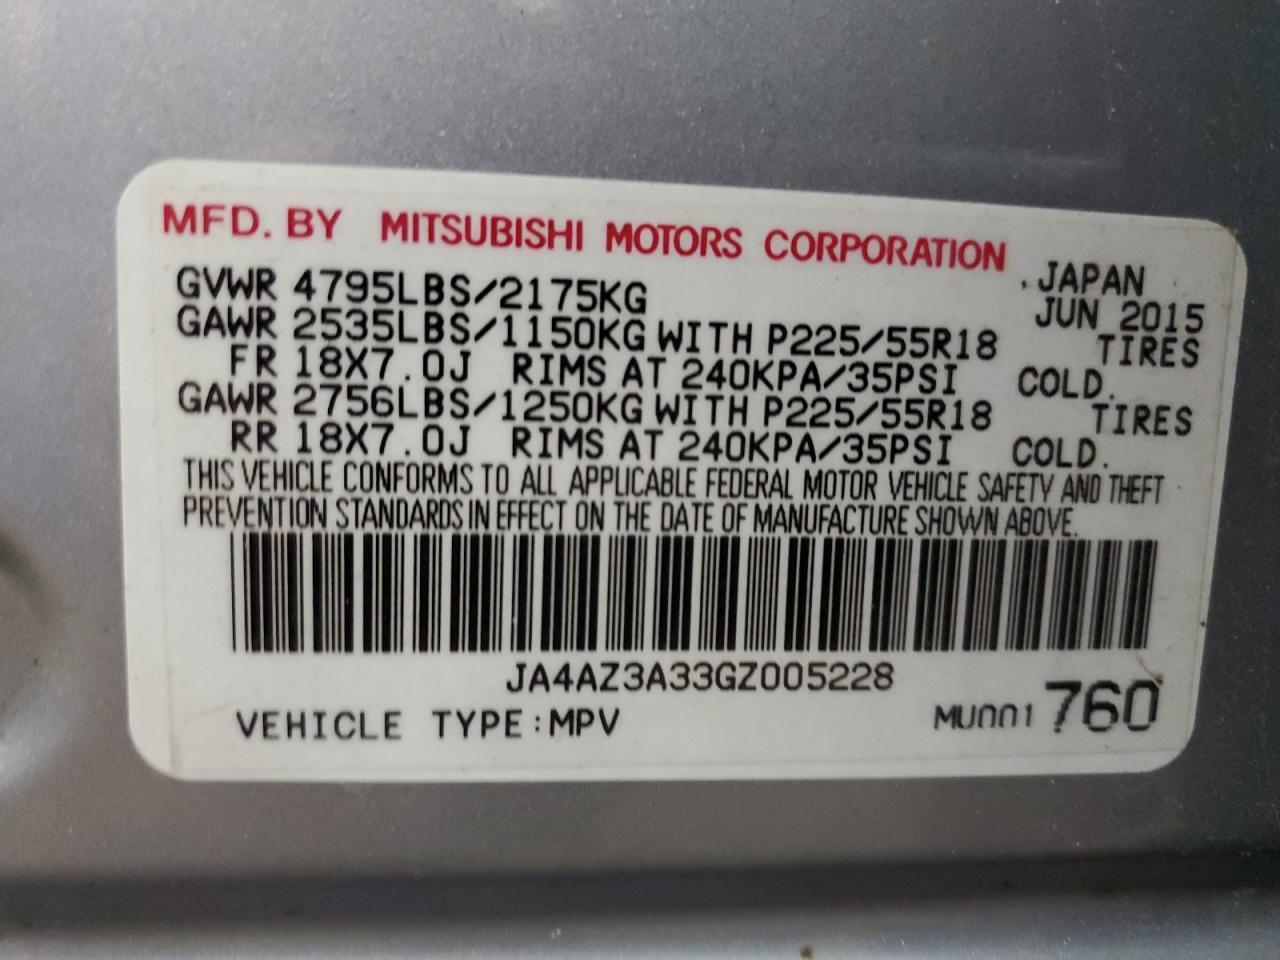 MFD. BY MITSUBISHI MOTORS CORPORATION
JAPAN
GVWR 4795LBS/2175KG JUN 2015
GAWR 2535LBS/1150KG WITH P225/55R18 TIRES
FR 18X7.0J RIMS AT 240KPA/35PSI COLD.
GAWR 2756LBS/1250KG WITH P225/55R18 TIRES
RR 18X7.0J RIMS AT 240KPA/35PSI COLD.
THIS VEHICLE CONFORMS TO ALL APPLICABLE FEDERAL MOTOR VEHICLE SAFETY AND THEFT
PREVENTION STANDARDS IN EFFECT ON THE DATE OF MANUFACTURE SHOWN ABOVE.
JA4AZ3A33GZ005228
VEHICLE TYPE:MPV MU001760